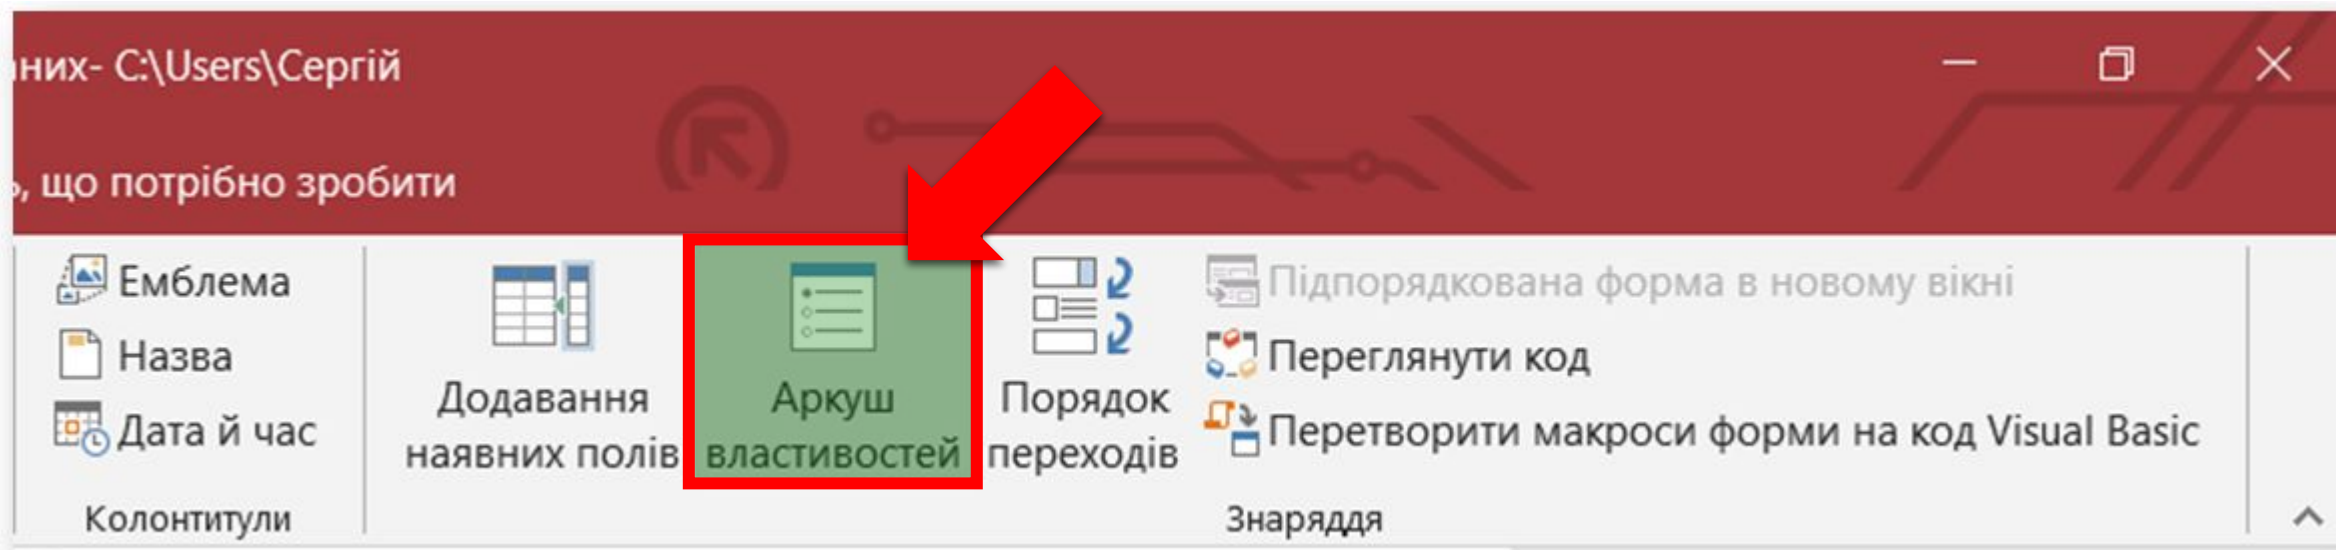 них- C:\Users\Сергій
, що потрібно зробити
Емблема
Назва
Дата й час
Колонтитули
Додавання
наявних полів
Аркуш
властивостей
Порядок
переходів
Підпорядкована форма в новому вікні
Переглянути код
Перетворити макроси форми на код Visual Basic
Знаряддя